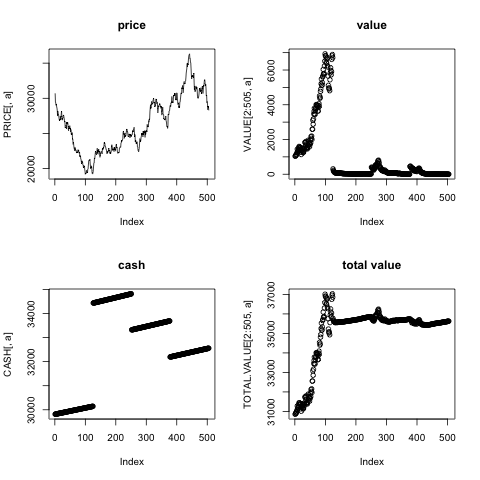 price
PRICE[, a]
20000 30000
0 100 200 300 400 500
Index
value
VALUE[2:505, a]
0 2000 4000 6000
0 100 200 300 400 500
Index
cash
CASH[, a]
30000 32000 34000
0 100 200 300 400 500
Index
total value
TOTAL.VALUE[2:505, a]
31000 33000 35000 37000
0 100 200 300 400 500
Index